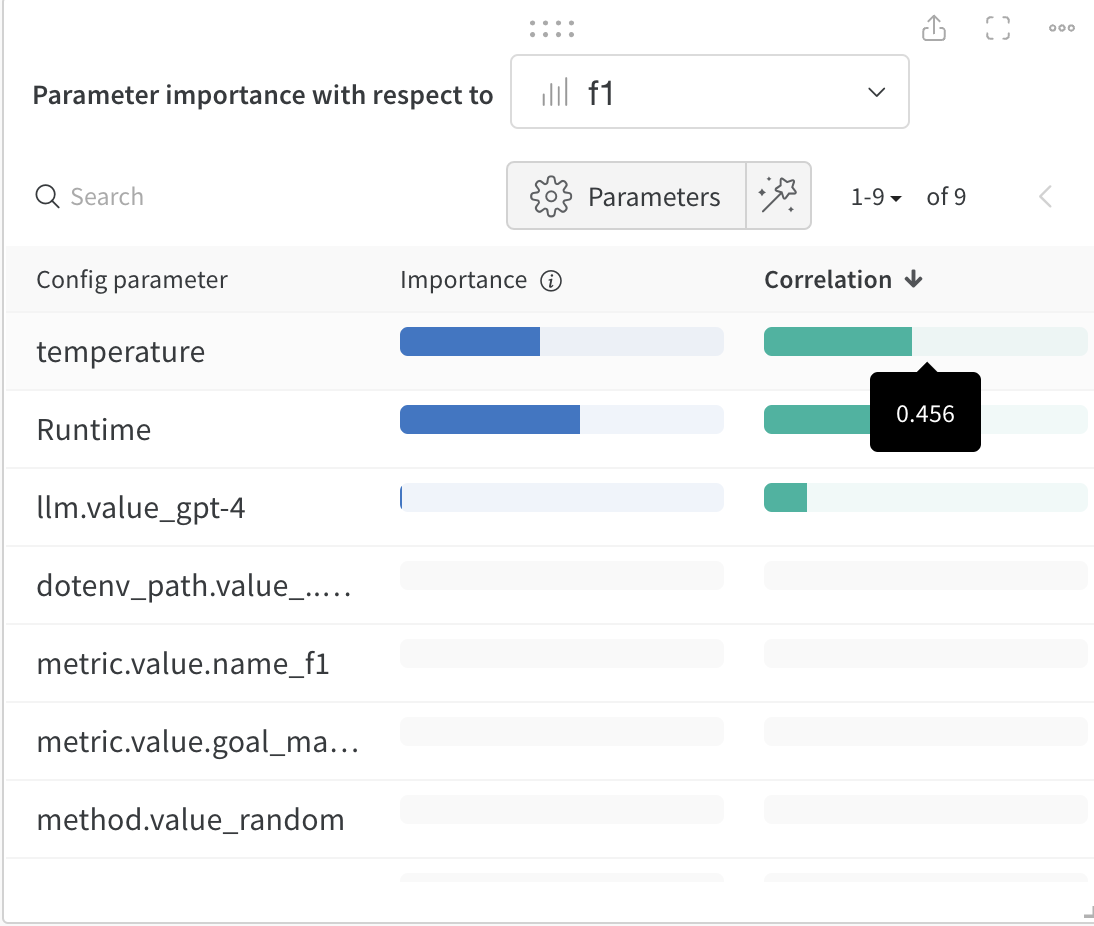 Parameter importance with respect to f1
Search Parameters 1-9 of 9
Config parameter Importance Correlation
temperature
0.456
Runtime
llm.value_gpt-4
dotenv_path.value_..…
metric.value.name_f1
metric.value.goal_ma…
method.value_random